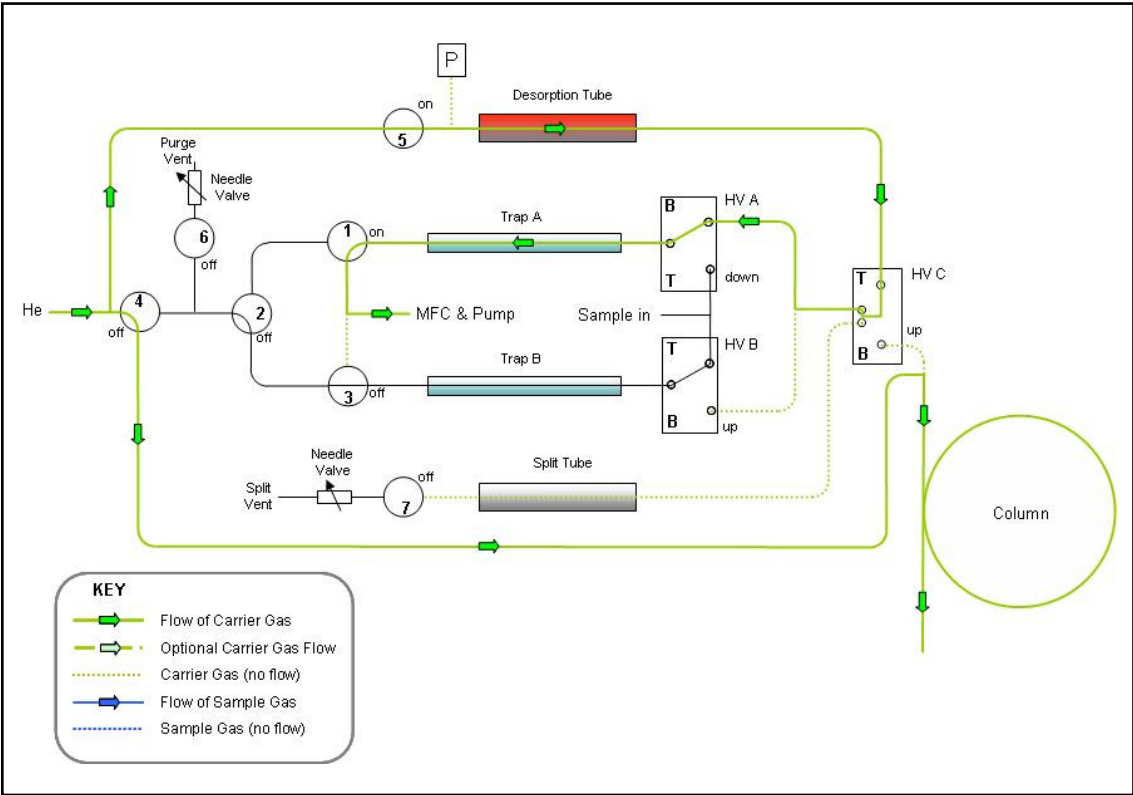 P
on
Desorption Tube
5
Purge
Vent
Needle
Valve
6
off
1
on
Trap A
B
HV A
T
down
T
HV C
up
B
He
4
off
2
off
MFC & Pump
Sample in
T
HV B
B
up
Trap B
3
off
Needle
Valve
off
Split Tube
Split
Vent
7
Column
KEY
Flow of Carrier Gas
Optional Carrier Gas Flow
Carrier Gas (no flow)
Flow of Sample Gas
Sample Gas (no flow)